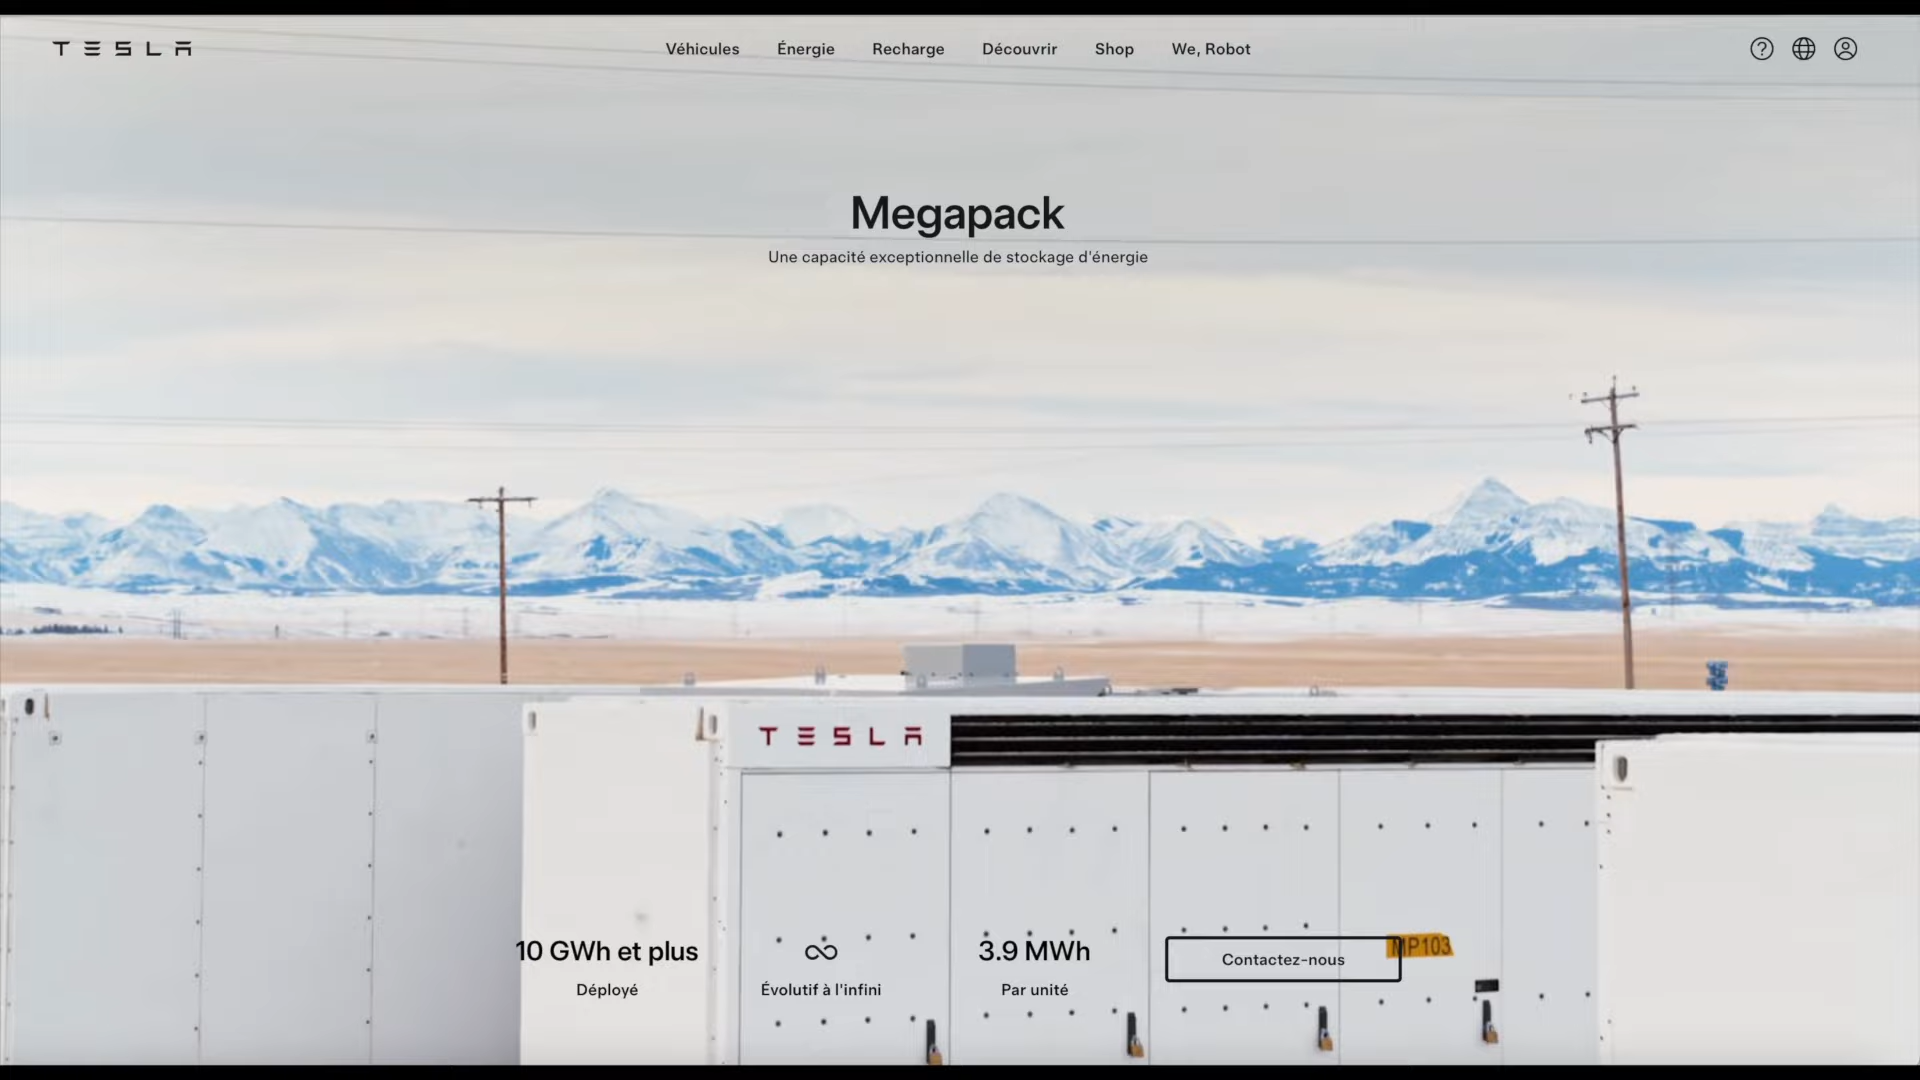 TESLA
Véhicules Énergie Recharge Découvrir Shop We, Robot
Megapack
Une capacité exceptionnelle de stockage d'énergie
TESLA
10 GWh et plus
Déployé
∞
Évolutif à l'infini
3.9 MWh
Par unité
Contactez-nous
MP103